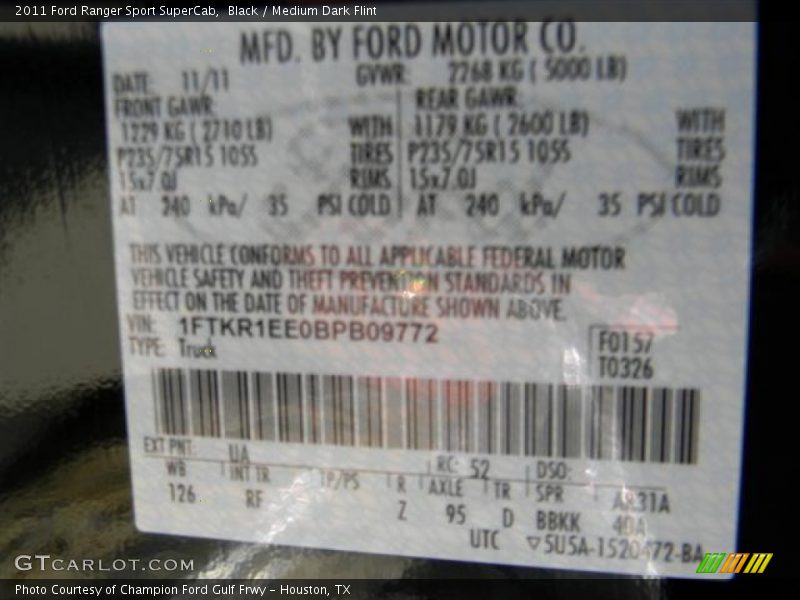 2011 Ford Ranger Sport SuperCab,  Black / Medium Dark Flint
MFD. BY FORD MOTOR CO.
DATE: 11/11 GVWR: 2268 KG ( 5000 LB)
FRONT GAWR: REAR GAWR:
1229 KG ( 2710 LB) WITH 1179 KG ( 2600 LB) WITH
P235/75R15 105S TIRES P235/75R15 105S TIRES
15x7.0J RIMS 15x7.0J RIMS
AT 240 kPa/ 35 PSI COLD AT 240 kPa/ 35 PSI COLD
THIS VEHICLE CONFORMS TO ALL APPLICABLE FEDERAL MOTOR
VEHICLE SAFETY AND THEFT PREVENTION STANDARDS IN
EFFECT ON THE DATE OF MANUFACTURE SHOWN ABOVE.
VIN: 1FTKR1EE0BPB09772
TYPE: Truck
F0157
T0326
EXT PNT: UA RC: 52 DSO:
WB INT TR TP/PS R AXLE TR SPR AR31A
126 RF Z 95 D BBKK 40A
UTC ▽5U5A-1520472-BA
GTCARLOT.COM
Photo Courtesy of Champion Ford Gulf Frwy – Houston, TX